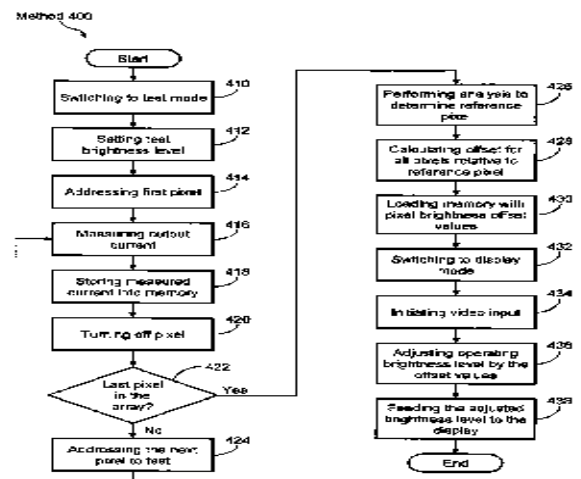 Method 400
Start
Switching to test mode
410
Setting test
brightness level
412
Addressing first pixel
414
Measuring output
current
416
Storing measured
current into memory
418
Turning off pixel
420
Last pixel
in the
array?
422
Yes
No
Addressing the next
pixel to test
424
Performing analysis to
determine reference
pixel
426
Calculating offset for
all pixels relative to
reference pixel
428
Loading memory with
pixel brightness offset
values
430
Switching to display
mode
432
Initiating video input
434
Adjusting operating
brightness level by the
offset values
436
Feeding the adjusted
brightness level to the
display
438
End